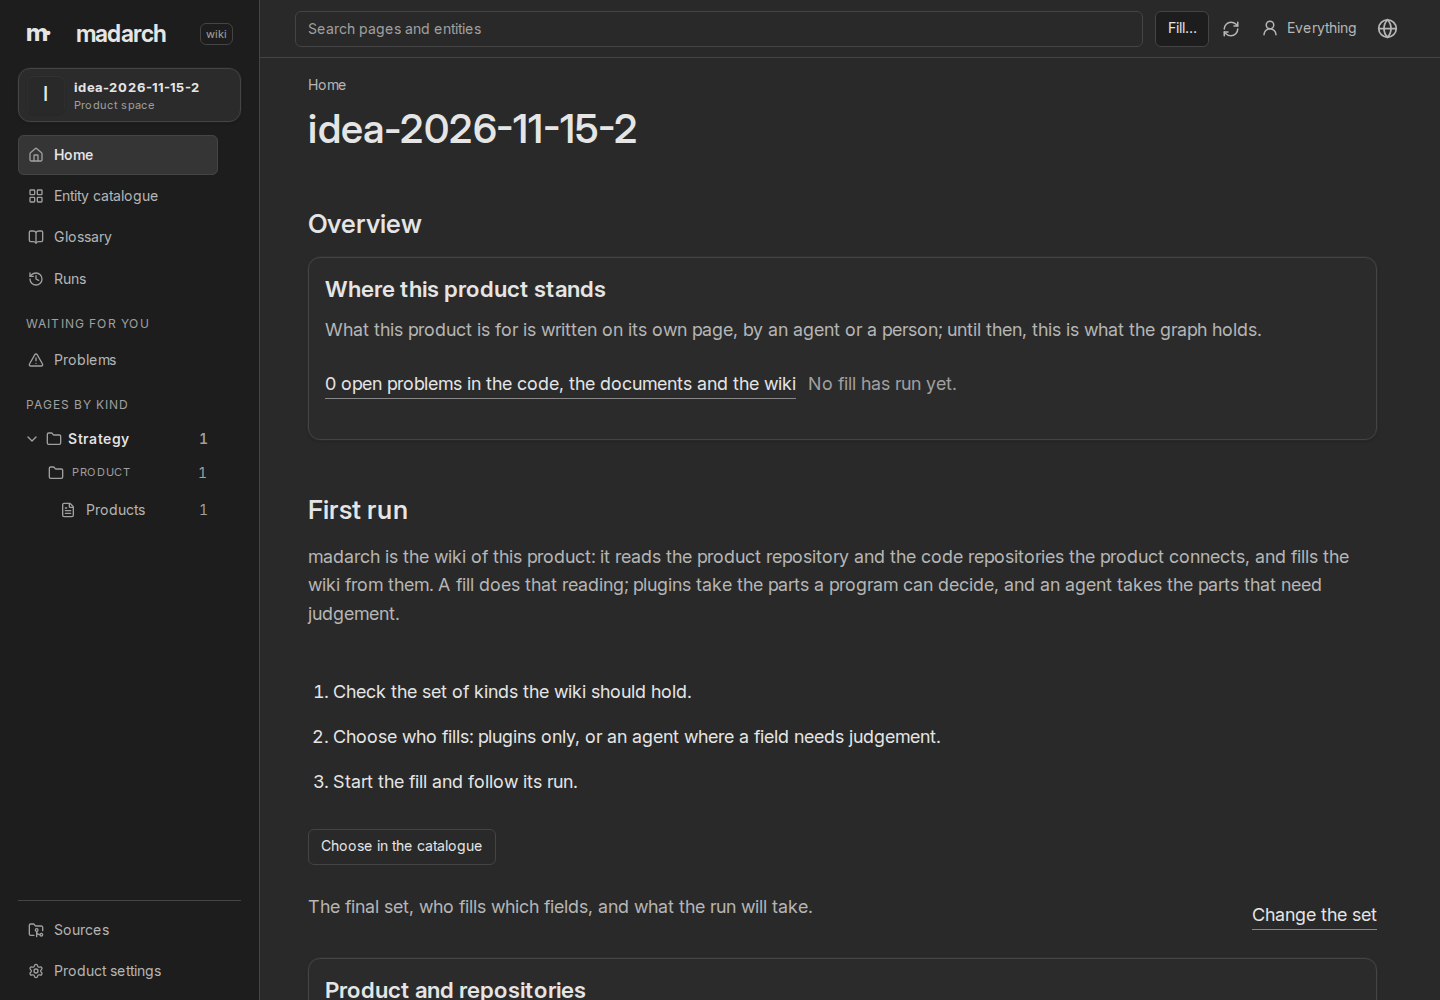 m
madarch
wiki
I
idea-2026-11-15-2
Product space
Home
Entity catalogue
Glossary
Runs
WAITING FOR YOU
Problems
PAGES BY KIND
Strategy 1
PRODUCT 1
Products 1
Sources
Product settings
Search pages and entities
Fill...
Everything
Home
idea-2026-11-15-2
Overview
Where this product stands
What this product is for is written on its own page, by an agent or a person; until then, this is what the graph holds.
0 open problems in the code, the documents and the wiki No fill has run yet.
First run
madarch is the wiki of this product: it reads the product repository and the code repositories the product connects, and fills the
wiki from them. A fill does that reading; plugins take the parts a program can decide, and an agent takes the parts that need
judgement.
1. Check the set of kinds the wiki should hold.
2. Choose who fills: plugins only, or an agent where a field needs judgement.
3. Start the fill and follow its run.
Choose in the catalogue
The final set, who fills which fields, and what the run will take.
Change the set
Product and repositories